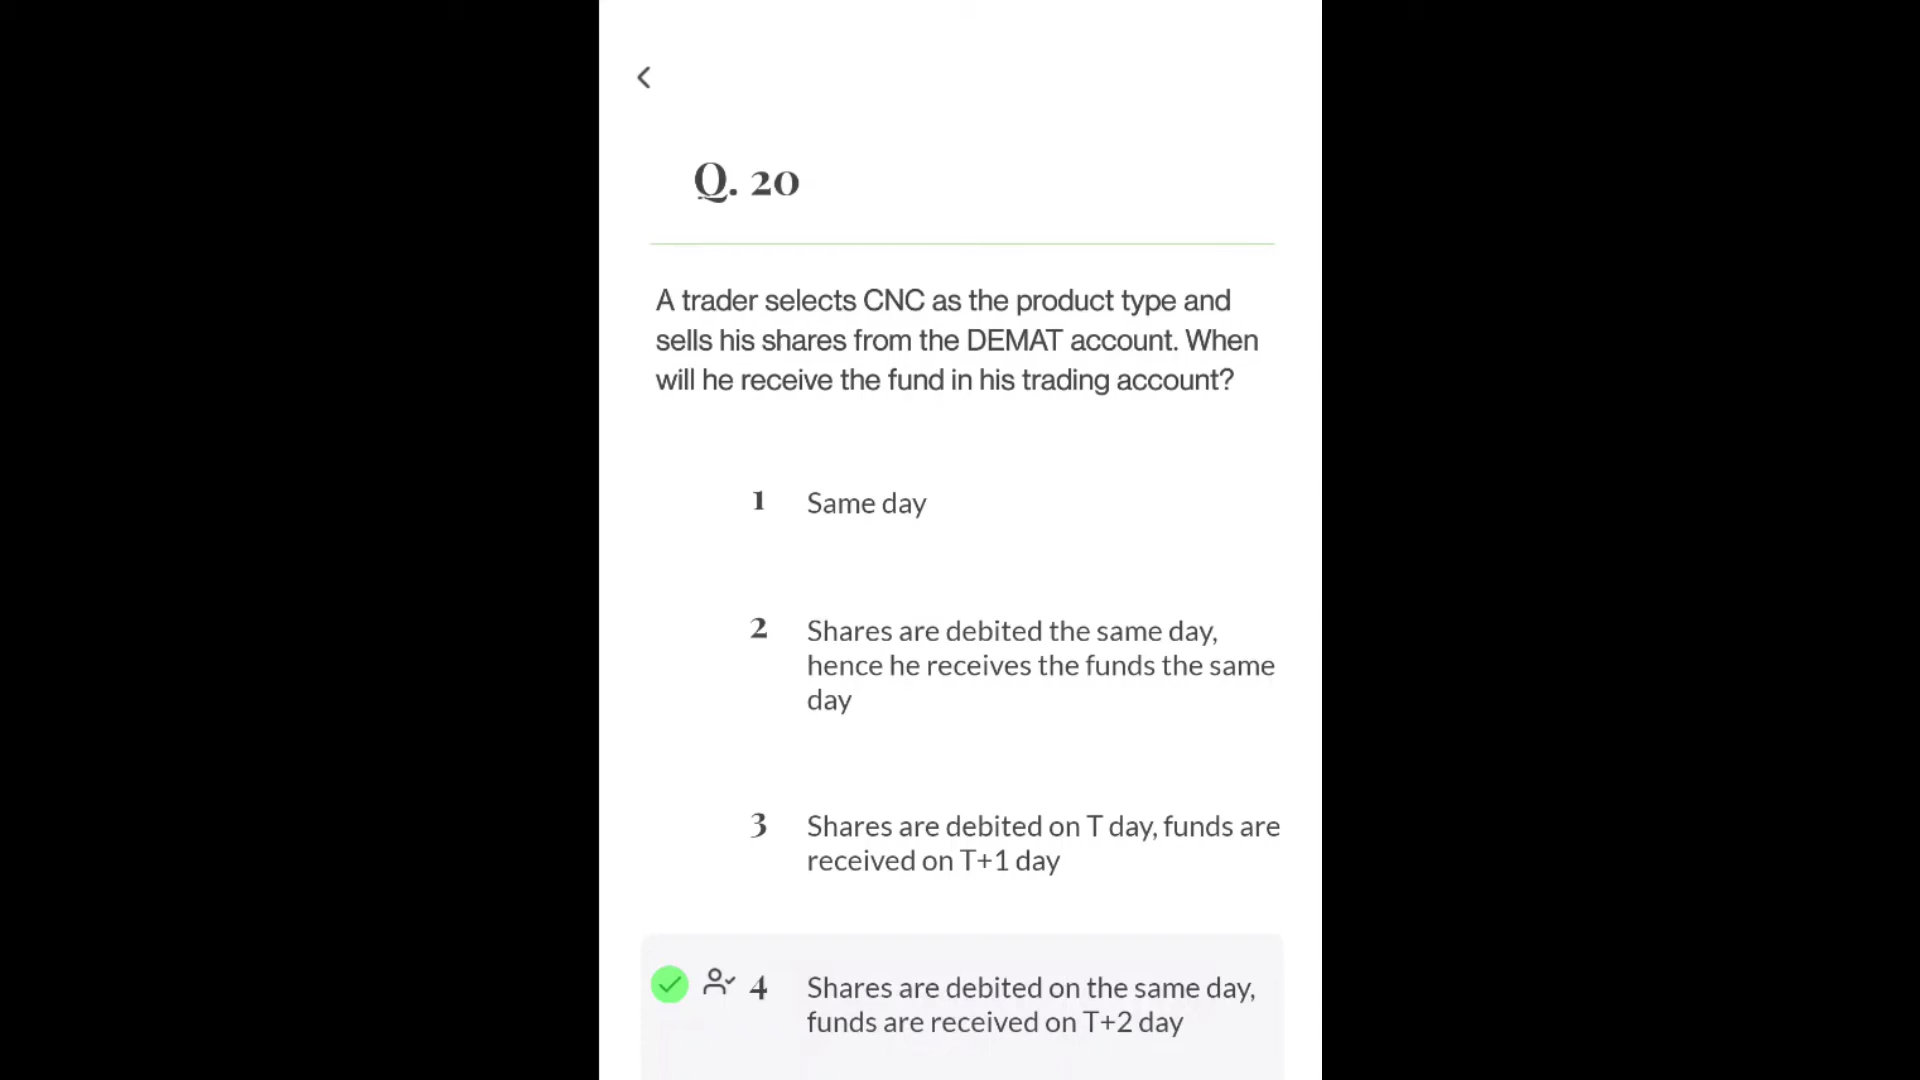 Q. 20
A trader selects CNC as the product type and
sells his shares from the DEMAT account. When
will he receive the fund in his trading account?
1 Same day
2 Shares are debited the same day,
hence he receives the funds the same
day
3 Shares are debited on T day, funds are
received on T+1 day
4 Shares are debited on the same day,
funds are received on T+2 day